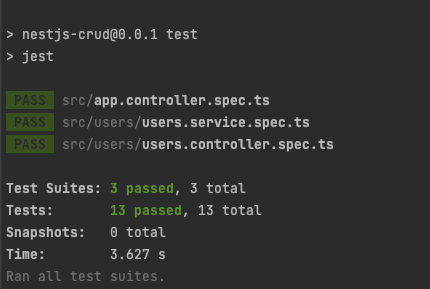 > nestjs-crud@0.0.1 test
> jest
PASS src/app.controller.spec.ts
PASS src/users/users.service.spec.ts
PASS src/users/users.controller.spec.ts
Test Suites: 3 passed, 3 total
Tests: 13 passed, 13 total
Snapshots: 0 total
Time: 3.627 s
Ran all test suites.